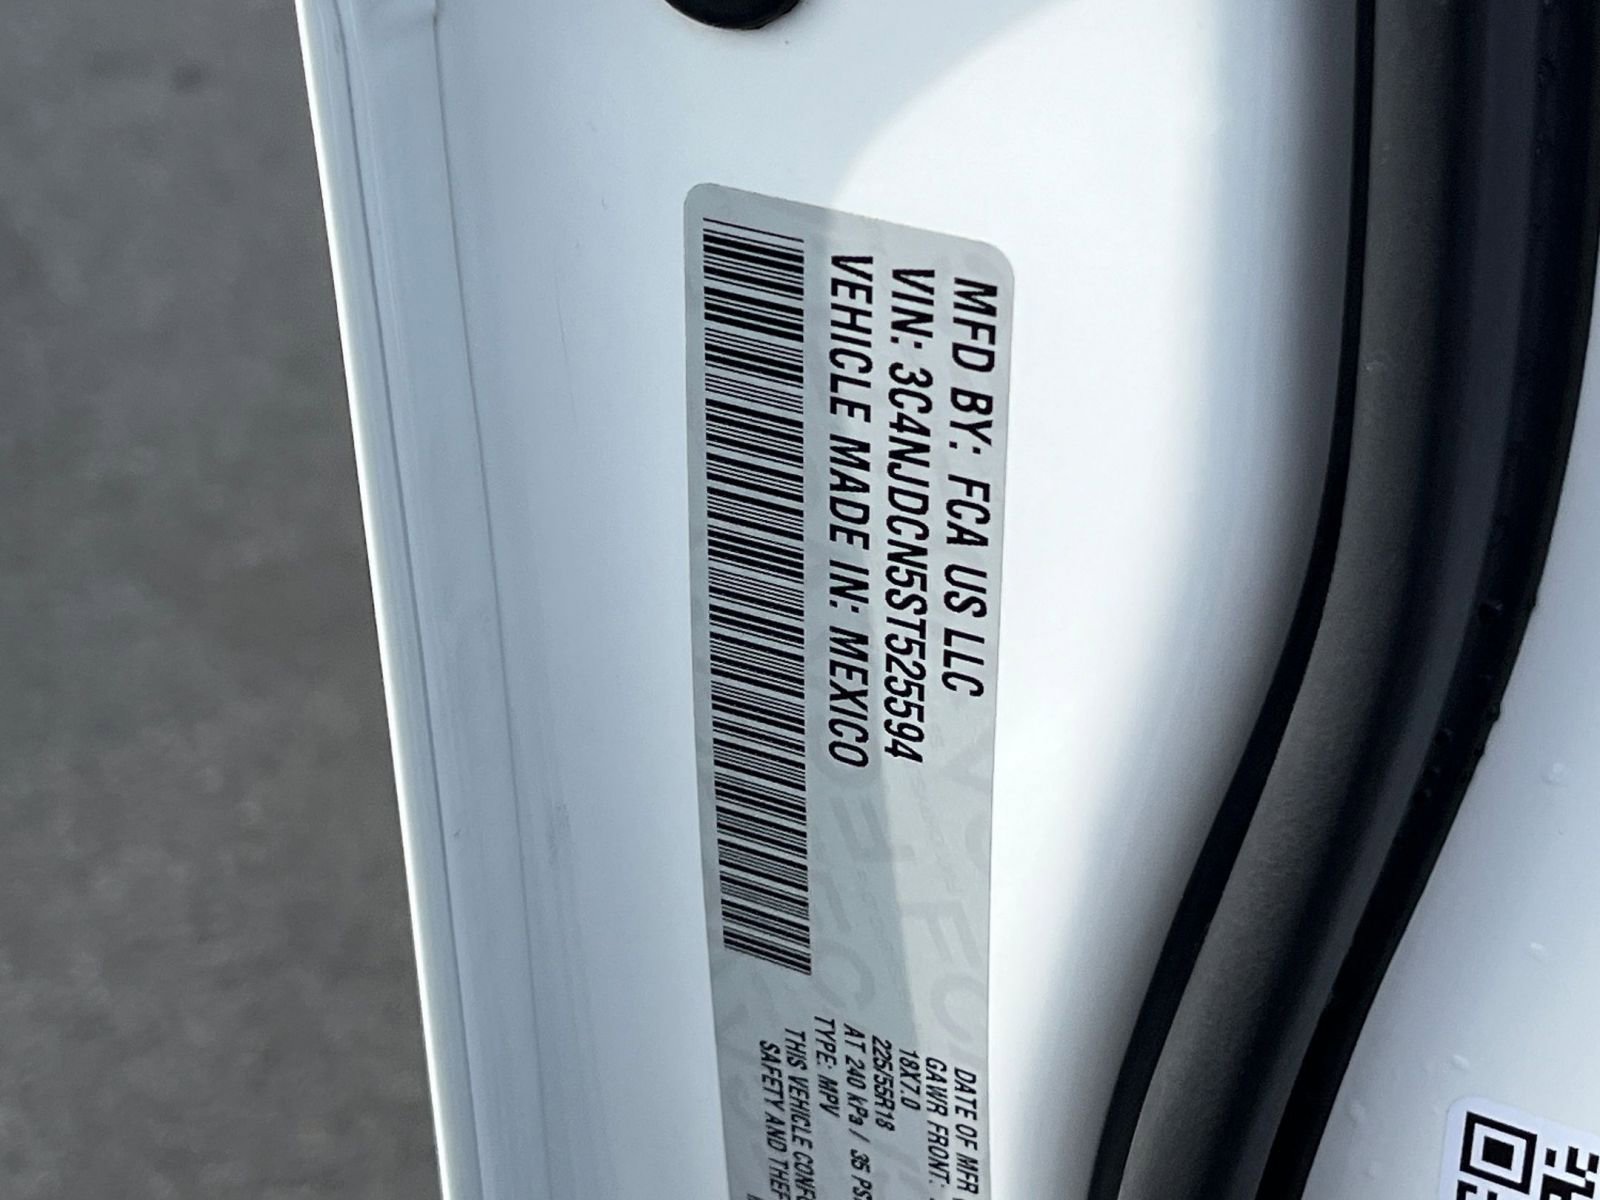 MFD BY: FCA US LLC
VIN: 3C4NJDCN5ST525594
VEHICLE MADE IN: MEXICO
DATE OF MFR
GAWR FRONT:
18X7.0
225/55R18
AT 240 kPa / 35 PS
TYPE: MPV
THIS VEHICLE CONF
SAFETY AND THEF